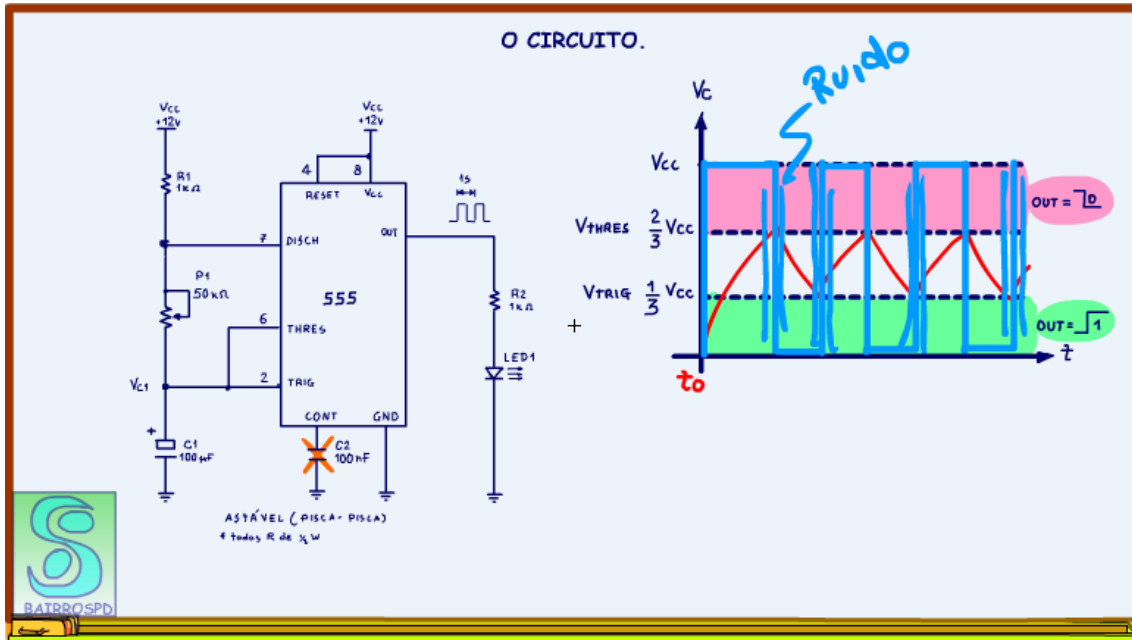 O CIRCUITO.
Ruido
Vcc
+12v
R1
1kΩ
P1
50kΩ
VC1
+
C1
100µF
Vcc
+12v
4
8
RESET
Vcc
7
DISCH
OUT
555
6
THRES
2
TRIG
CONT
GND
C2
100nF
1s
R2
1kΩ
LED1
ASTÁVEL (PISCA-PISCA)
* todos R de ½ W
Vc
Vcc
VTHRES 2/3 Vcc
VTRIG 1/3 Vcc
OUT = 0
OUT = 1
t
to
BAIRROSPD